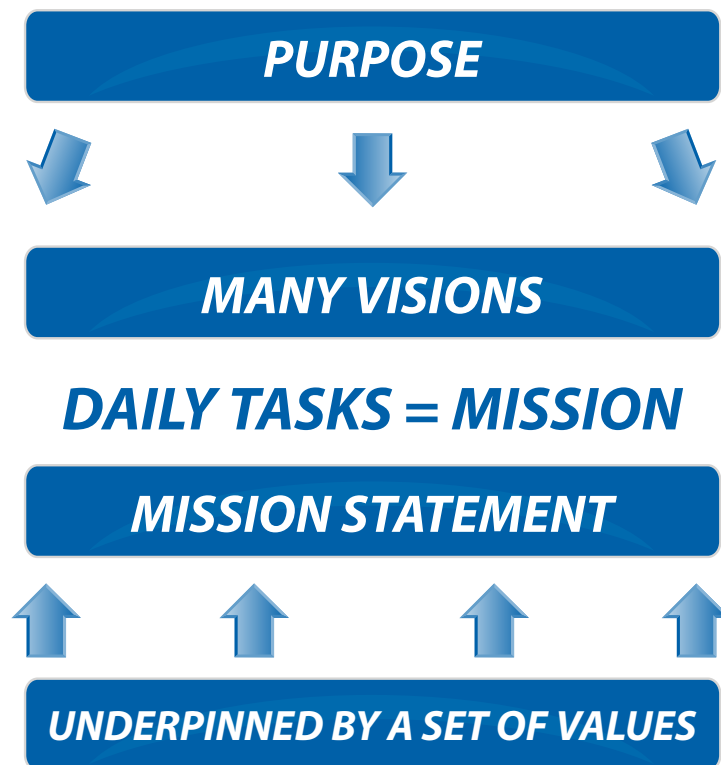 PURPOSE
MANY VISIONS
DAILY TASKS = MISSION
MISSION STATEMENT
UNDERPINNED BY A SET OF VALUES